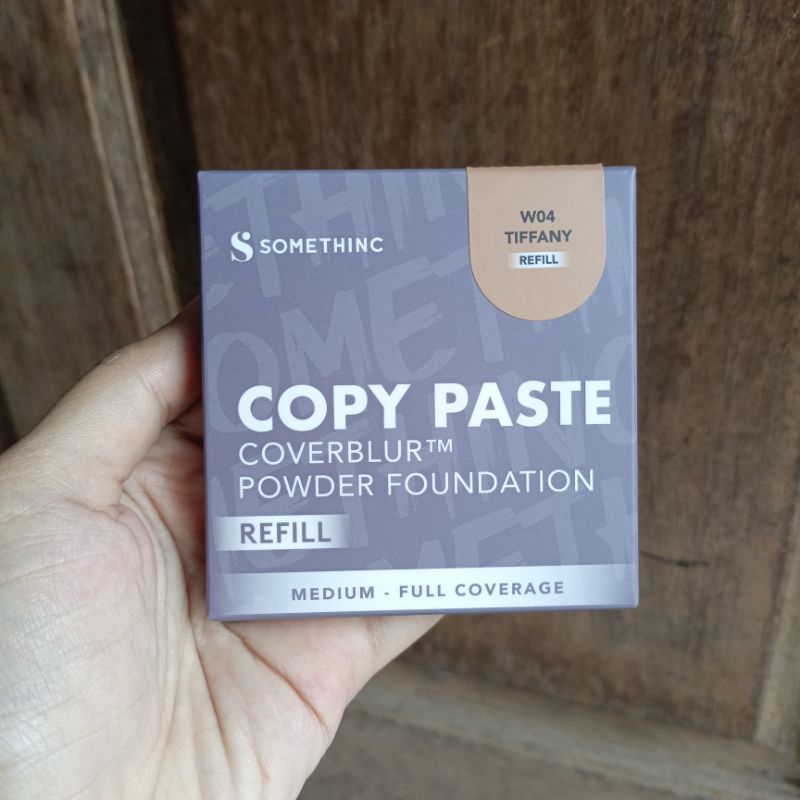 SOMETHINC
W04
TIFFANY
REFILL
COPY PASTE
COVERBLUR™
POWDER FOUNDATION
REFILL
MEDIUM - FULL COVERAGE